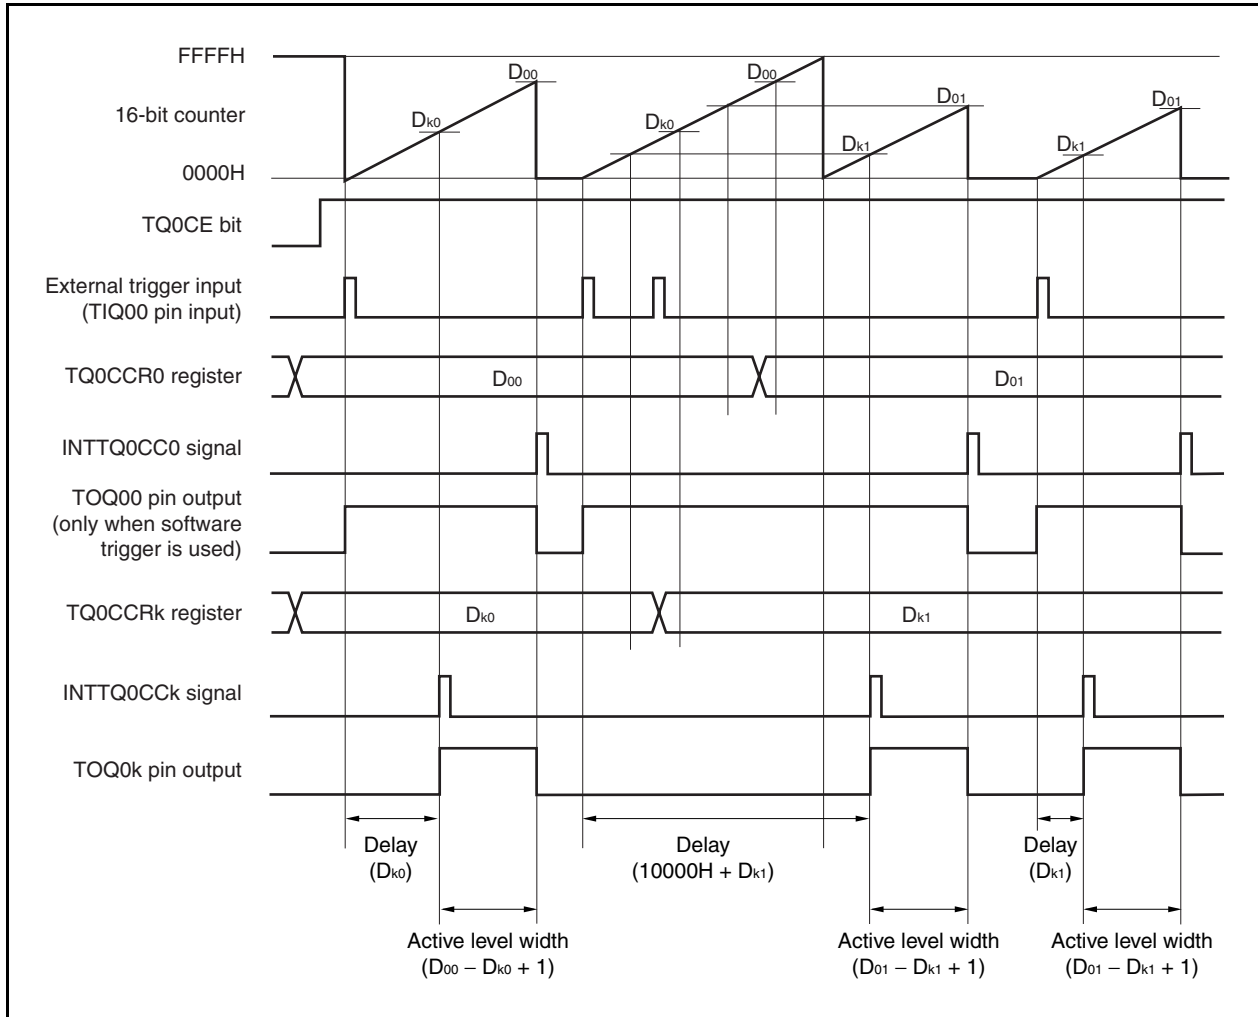 FFFFH
D00
D00
16-bit counter
Dk0
Dk0
D01
D01
Dk1
Dk1
0000H
TQ0CE bit
External trigger input
(TIQ00 pin input)
TQ0CCR0 register
D00
D01
INTTQ0CC0 signal
TOQ00 pin output
(only when software
trigger is used)
TQ0CCRk register
Dk0
Dk1
INTTQ0CCk signal
TOQ0k pin output
Delay
(Dk0)
Delay
(10000H + Dk1)
Delay
(Dk1)
Active level width
(D00 − Dk0 + 1)
Active level width
(D01 − Dk1 + 1)
Active level width
(D01 − Dk1 + 1)